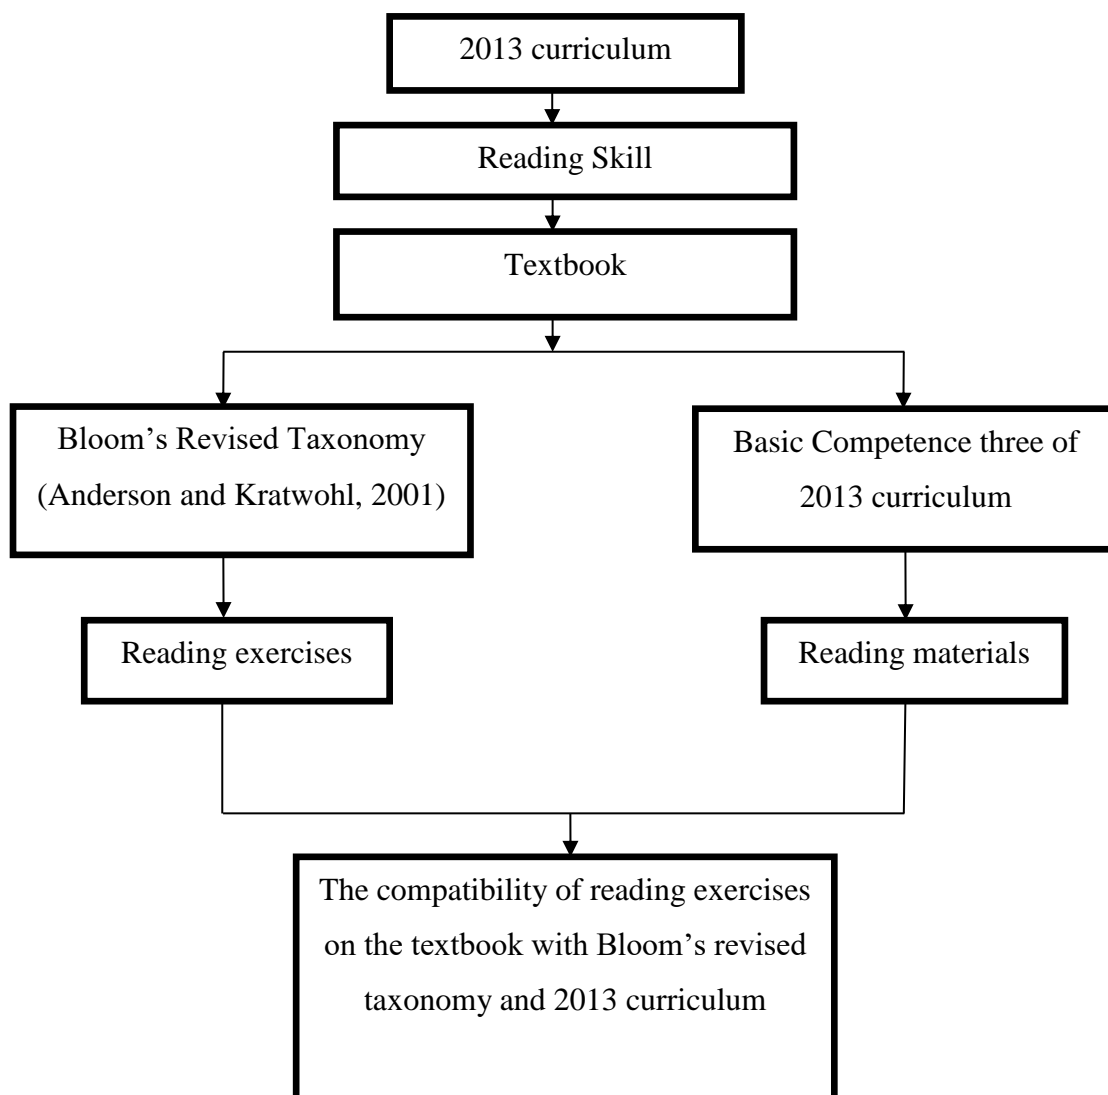 2013 curriculum
Reading Skill
Textbook
Bloom’s Revised Taxonomy
(Anderson and Kratwohl, 2001)
Basic Competence three of
2013 curriculum
Reading exercises
Reading materials
The compatibility of reading exercises
on the textbook with Bloom’s revised
taxonomy and 2013 curriculum